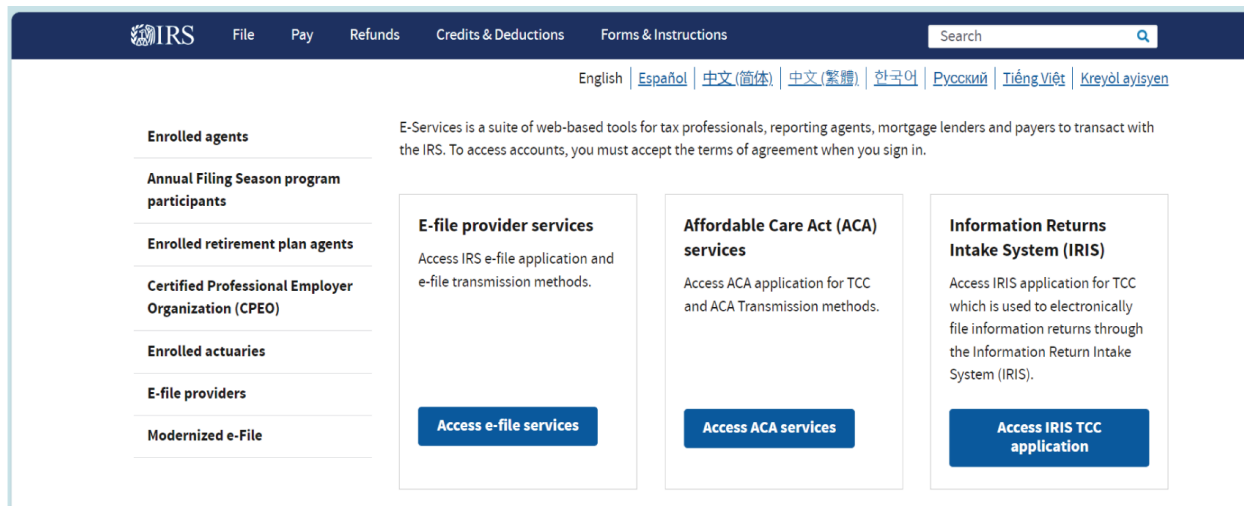 IRS File Pay Refunds Credits & Deductions Forms & Instructions Search
English Español 中文 (简体) 中文 (繁體) 한국어 Русский Tiếng Việt Kreyòl ayisyen
Enrolled agents
Annual Filing Season program
participants
Enrolled retirement plan agents
Certified Professional Employer
Organization (CPEO)
Enrolled actuaries
E-file providers
Modernized e-File
E-Services is a suite of web-based tools for tax professionals, reporting agents, mortgage lenders and payers to transact with
the IRS. To access accounts, you must accept the terms of agreement when you sign in.
E-file provider services
Access IRS e-file application and
e-file transmission methods.
Access e-file services
Affordable Care Act (ACA)
services
Access ACA application for TCC
and ACA Transmission methods.
Access ACA services
Information Returns
Intake System (IRIS)
Access IRIS application for TCC
which is used to electronically
file information returns through
the Information Return Intake
System (IRIS).
Access IRIS TCC
application